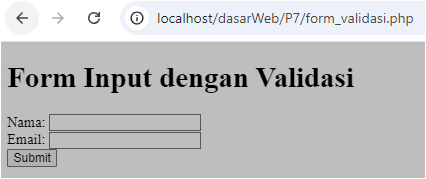 localhost/dasarWeb/P7/form_validasi.php
Form Input dengan Validasi
Nama:
Email:
Submit